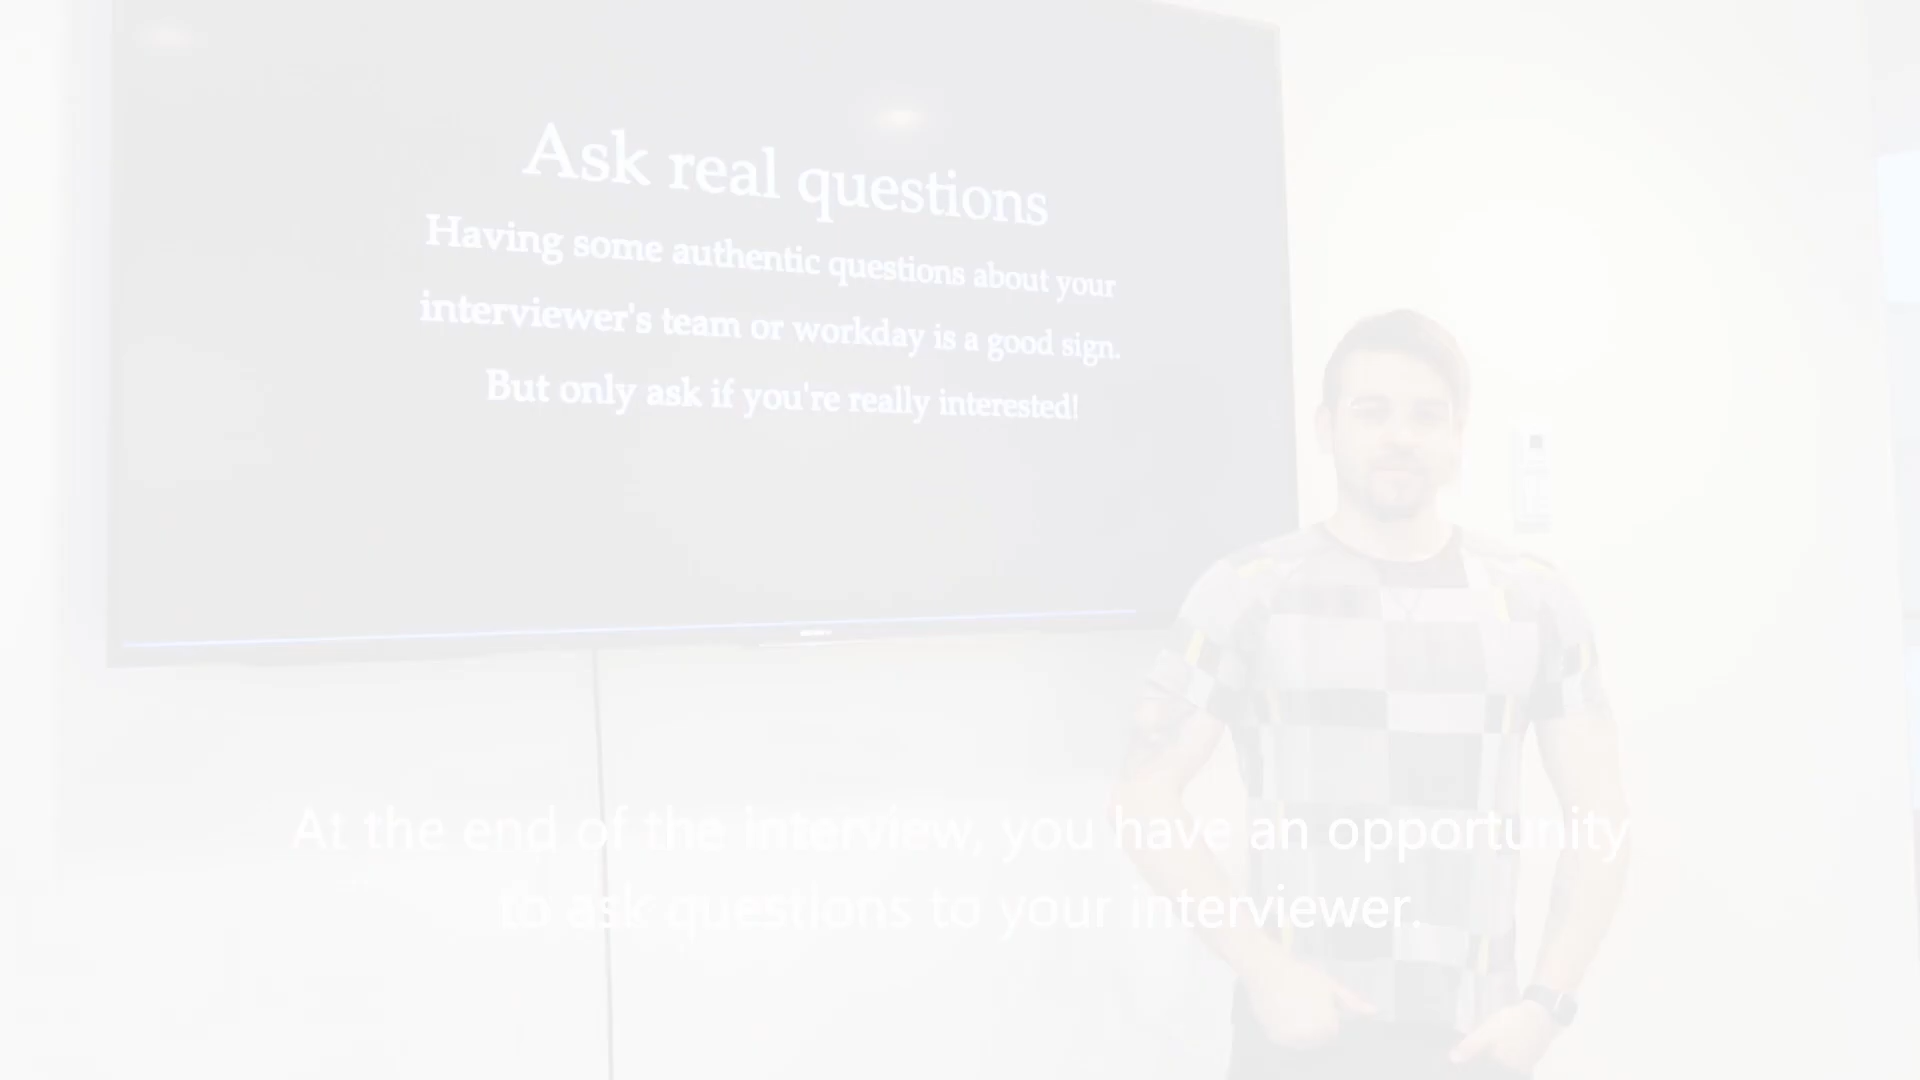 Ask real questions
Having some authentic questions about your
interviewer's team or workday is a good sign.
But only ask if you're really interested!
At the end of the interview, you have an opportunity
to ask questions to your interviewer.